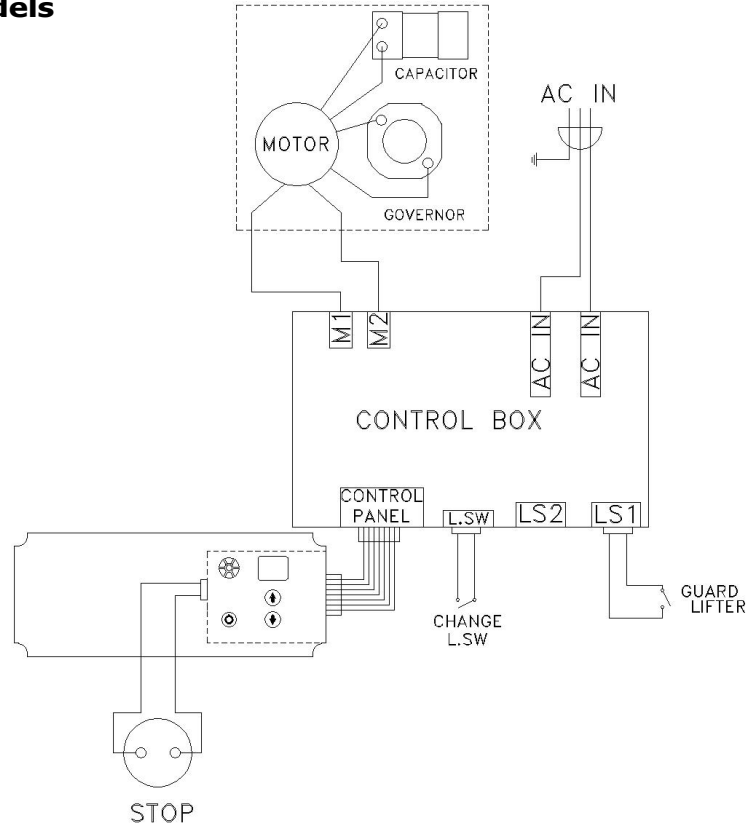 dels
CAPACITOR
AC IN
MOTOR
GOVERNOR
M1
M2
AC IN
AC IN
CONTROL BOX
CONTROL
PANEL
L.SW
LS2
LS1
CHANGE
L.SW
GUARD
LIFTER
STOP